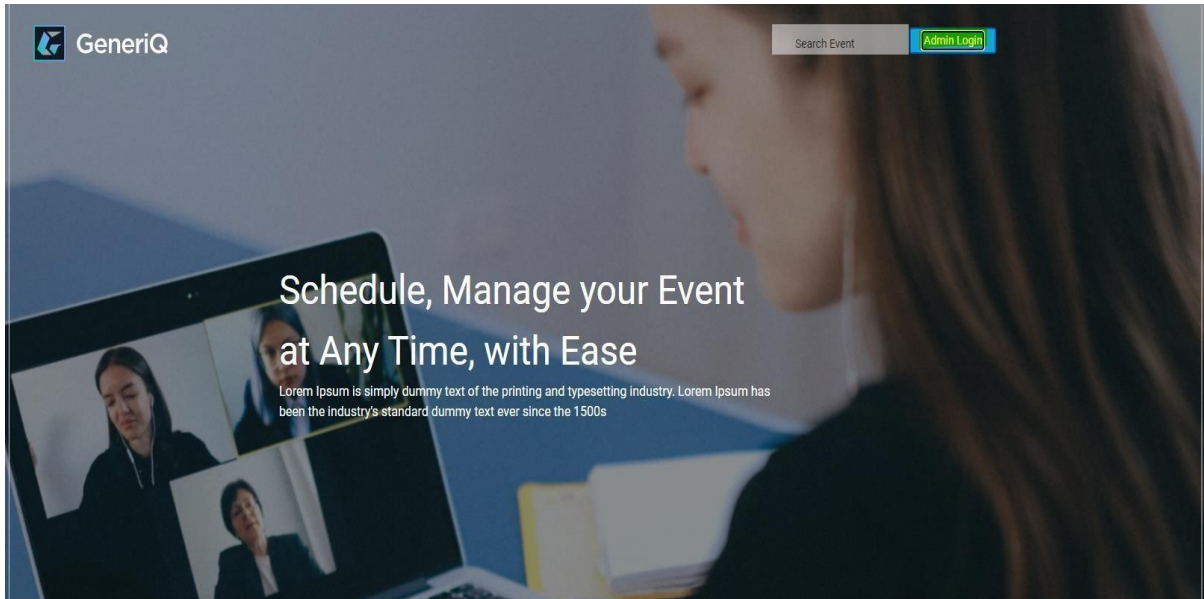 GeneriQ
Search Event
Admin Login
Schedule, Manage your Event
at Any Time, with Ease
Lorem Ipsum is simply dummy text of the printing and typesetting industry. Lorem Ipsum has
been the industry's standard dummy text ever since the 1500s